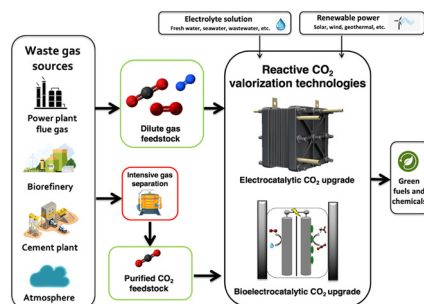 Electrolyte solution
Fresh water, seawater, wastewater, etc.
Renewable power
Solar, wind, geothermal, etc.
Waste gas
sources
Power plant
flue gas
Biorefinery
Cement plant
Atmosphere
Dilute gas
feedstock
Intensive gas
separation
Purified CO₂
feedstock
Reactive CO₂
valorization technologies
Electrocatalytic CO₂ upgrade
Bioelectrocatalytic CO₂ upgrade
Green
fuels and
chemicals